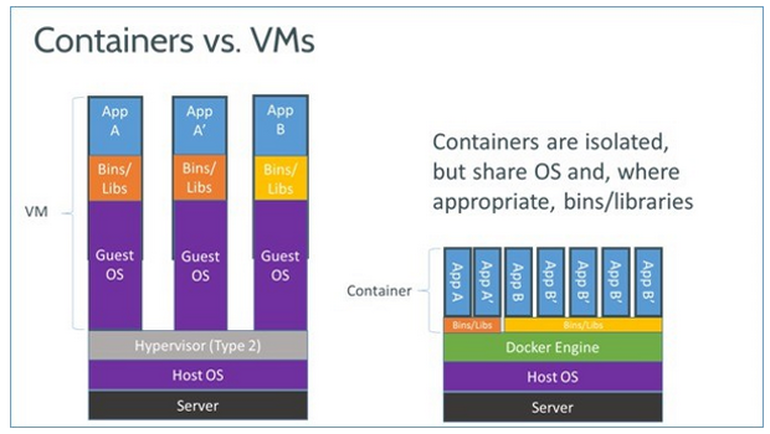 Containers vs. VMs
VM
App
A
App
A′
App
B
Bins/
Libs
Bins/
Libs
Bins/
Libs
Guest
OS
Guest
OS
Guest
OS
Hypervisor (Type 2)
Host OS
Server
Containers are isolated,
but share OS and, where
appropriate, bins/libraries
Container
App A
App A′
App B
App B′
App B′
App B′
App B′
Bins/Libs
Bins/Libs
Docker Engine
Host OS
Server